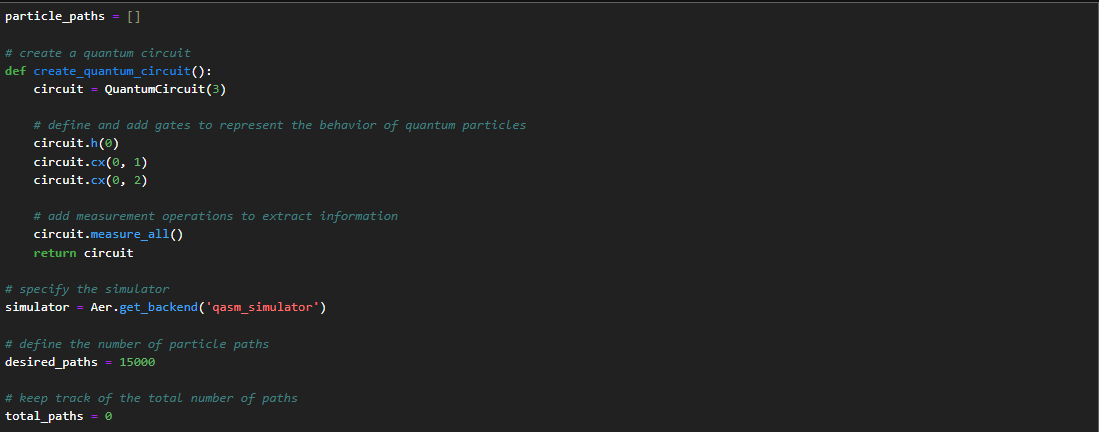 particle_paths = []
# create a quantum circuit
def create_quantum_circuit():
    circuit = QuantumCircuit(3)
    # define and add gates to represent the behavior of quantum particles
    circuit.h(0)
    circuit.cx(0, 1)
    circuit.cx(0, 2)
    # add measurement operations to extract information
    circuit.measure_all()
    return circuit
# specify the simulator
simulator = Aer.get_backend('qasm_simulator')
# define the number of particle paths
desired_paths = 15000
# keep track of the total number of paths
total_paths = 0